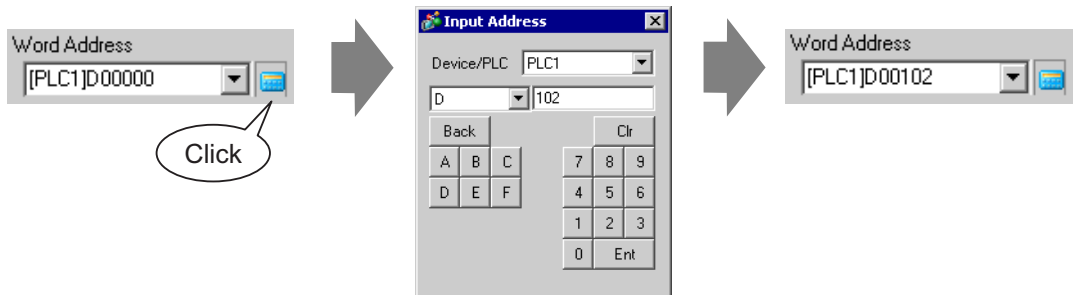 Word Address
[PLC1]D00000
Click
Input Address
Device/PLC PLC1
D 102
Back Clr
A B C 7 8 9
D E F 4 5 6
1 2 3
0 Ent
Word Address
[PLC1]D00102